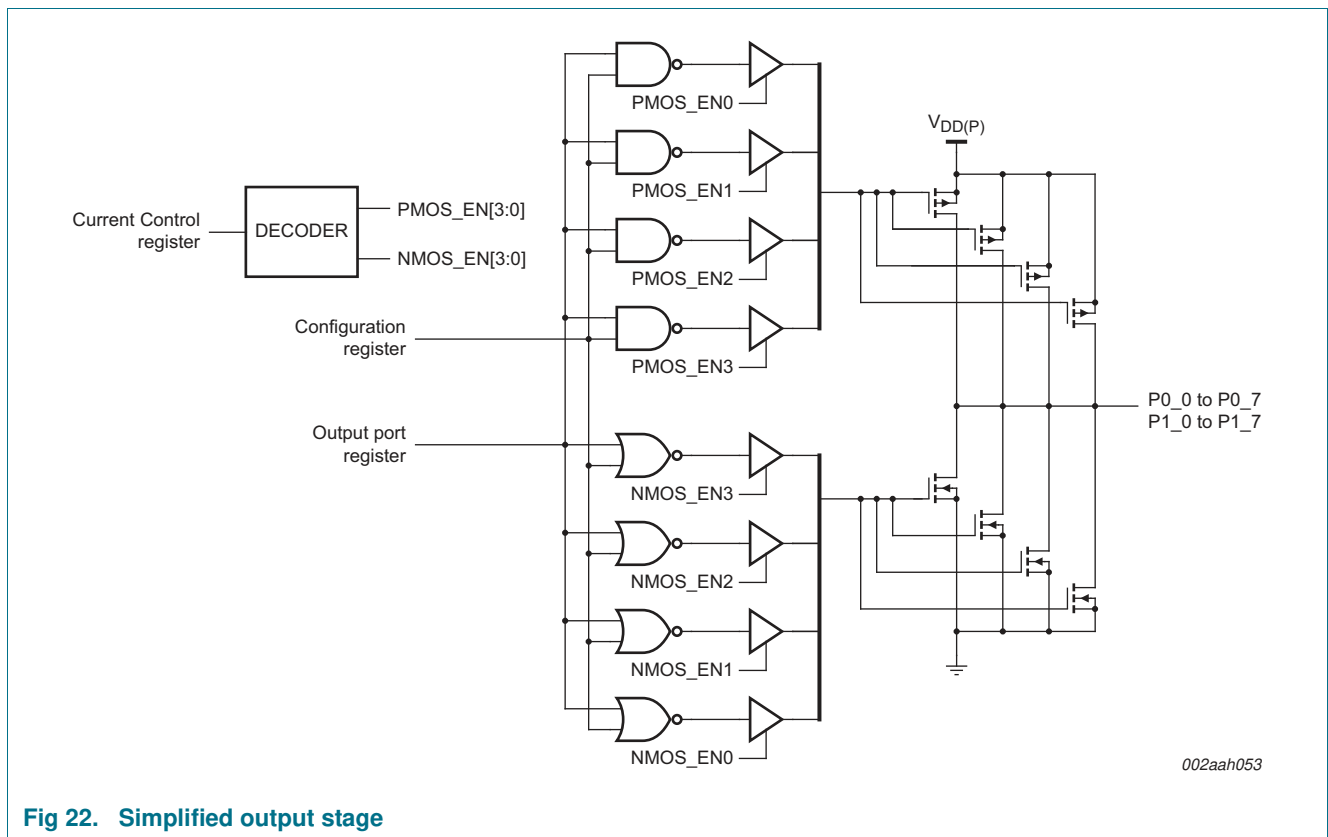 PMOS_EN0
V_DD(P)
PMOS_EN1
Current Control
register
DECODER
PMOS_EN[3:0]
NMOS_EN[3:0]
PMOS_EN2
Configuration
register
PMOS_EN3
P0_0 to P0_7
P1_0 to P1_7
Output port
register
NMOS_EN3
NMOS_EN2
NMOS_EN1
NMOS_EN0
002aah053
Fig 22. Simplified output stage